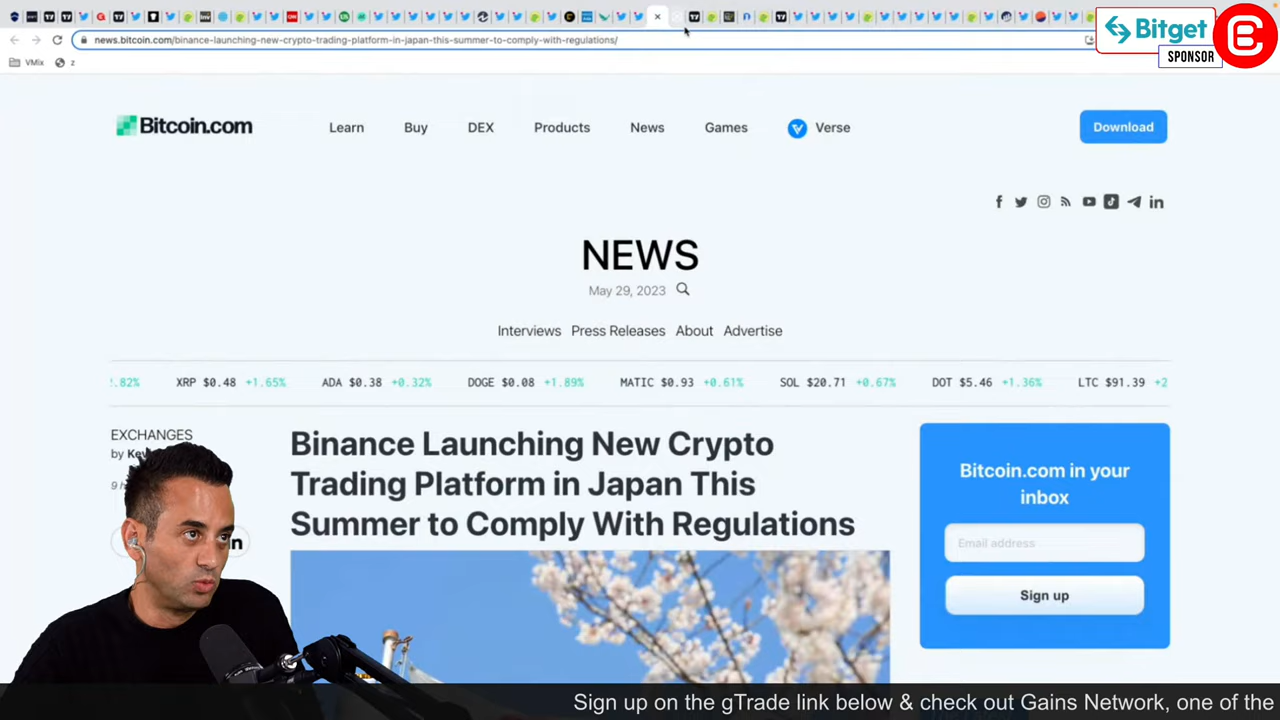 Bitget
SPONSOR
news.bitcoin.com/binance-launching-new-crypto-trading-platform-in-japan-this-summer-to-comply-with-regulations/
VMix
z
Bitcoin.com
Learn
Buy
DEX
Products
News
Games
Verse
Download
NEWS
May 29, 2023
Interviews
Press Releases
About
Advertise
.82%
XRP $0.48 +1.65%
ADA $0.38 +0.32%
DOGE $0.08 +1.89%
MATIC $0.93 +0.61%
SOL $20.71 +0.67%
DOT $5.46 +1.36%
LTC $91.39 +2
EXCHANGES
by
Binance Launching New Crypto
Trading Platform in Japan This
Summer to Comply With Regulations
Bitcoin.com in your
inbox
Email address
Sign up
Sign up on the gTrade link below & check out Gains Network, one of the